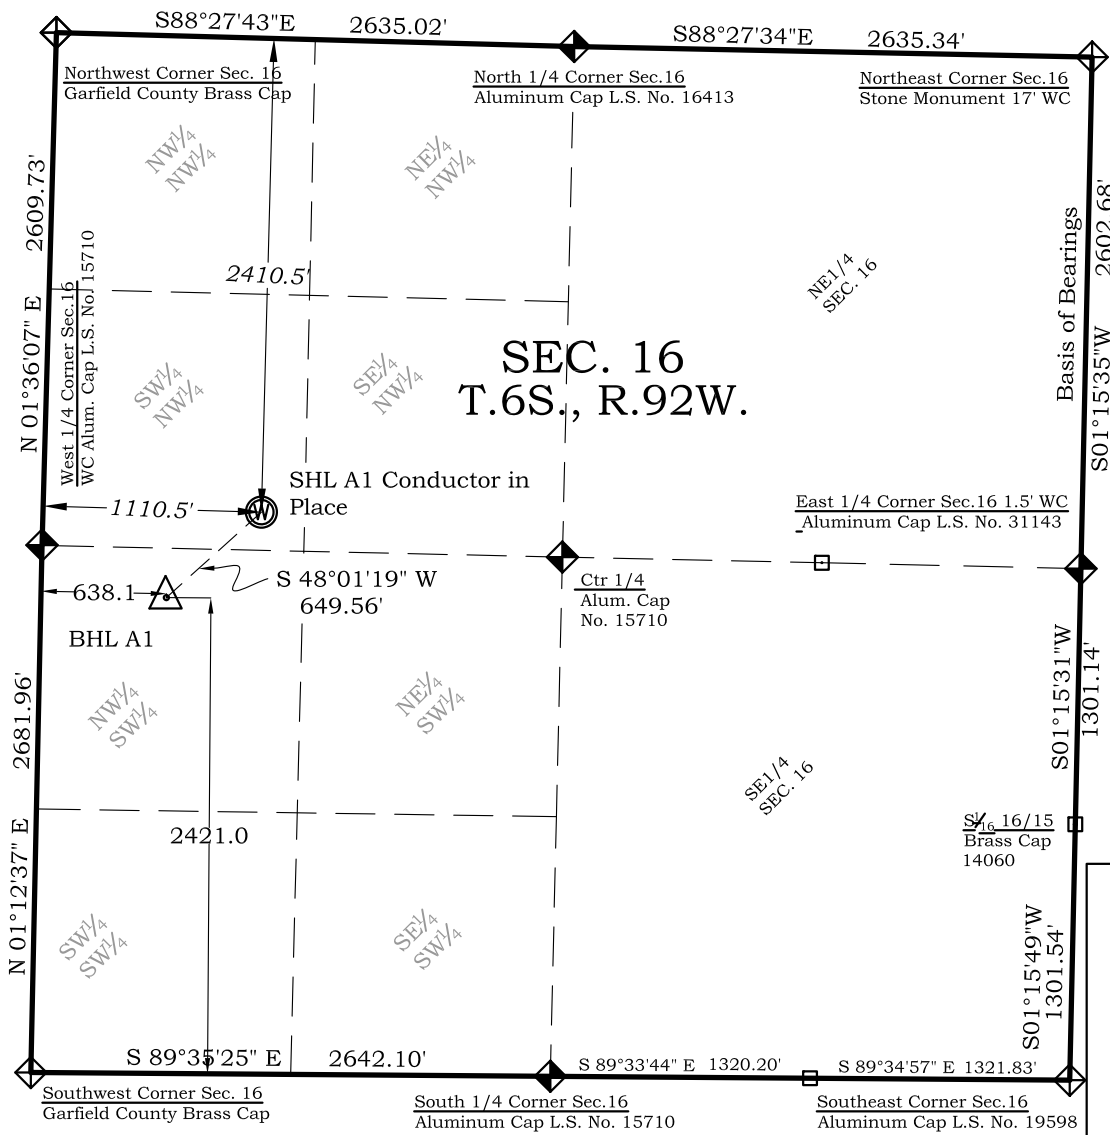 S88°27'43"E 2635.02'
S88°27'34"E 2635.34'
Northwest Corner Sec. 16
Garfield County Brass Cap
North 1/4 Corner Sec.16
Aluminum Cap L.S. No. 16413
Northeast Corner Sec.16
Stone Monument 17' WC
NW1/4
NW1/4
NE1/4
NW1/4
2609.73'
N 01°36'07" E
West 1/4 Corner Sec.16
WC Alum. Cap L.S. No. 15710
2410.5'
NE1/4
SEC. 16
Basis of Bearings
2602.68'
S01°15'35"W
SEC. 16
T.6S., R.92W.
SW1/4
NW1/4
SE1/4
NW1/4
SHL A1 Conductor in
Place
W
1110.5'
East 1/4 Corner Sec.16 1.5' WC
Aluminum Cap L.S. No. 31143
S 48°01'19" W
649.56'
638.1
BHL A1
Ctr 1/4
Alum. Cap
No. 15710
2681.96'
N 01°12'37" E
NW1/4
SW1/4
NE1/4
SW1/4
S01°15'31"W
1301.14'
SE1/4
SEC. 16
2421.0
S1/16 16/15
Brass Cap
14060
SW1/4
SW1/4
SE1/4
SW1/4
S01°15'49"W
1301.54'
S 89°35'25" E 2642.10'
S 89°33'44" E 1320.20'
S 89°34'57" E 1321.83'
Southwest Corner Sec. 16
Garfield County Brass Cap
South 1/4 Corner Sec.16
Aluminum Cap L.S. No. 15710
Southeast Corner Sec.16
Aluminum Cap L.S. No. 19598